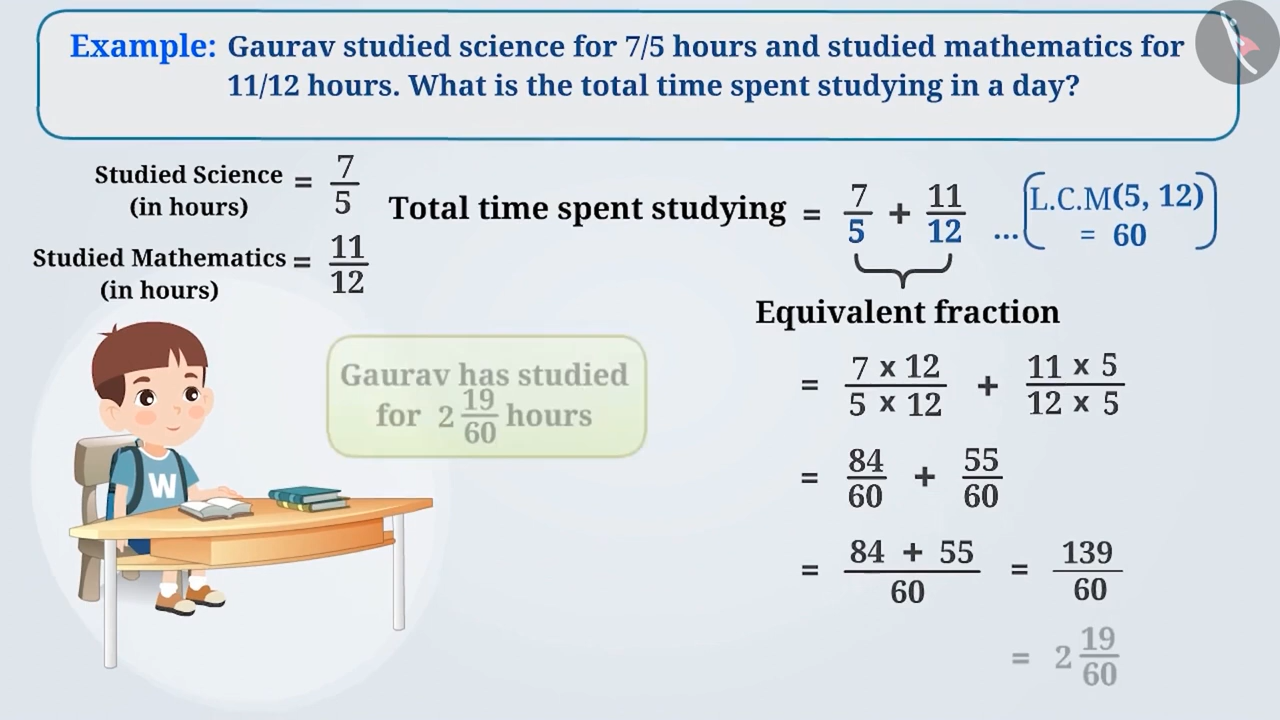 Example: Gaurav studied science for 7/5 hours and studied mathematics for
11/12 hours. What is the total time spent studying in a day?
Studied Science (in hours) = 7/5
Studied Mathematics (in hours) = 11/12
Total time spent studying = 7/5 + 11/12 ...(L.C.M(5, 12) = 60)
Equivalent fraction
= 7 x 12 / 5 x 12 + 11 x 5 / 12 x 5
= 84/60 + 55/60
= 84 + 55 / 60 = 139/60
= 2 19/60
Gaurav has studied
for 2 19/60 hours
W